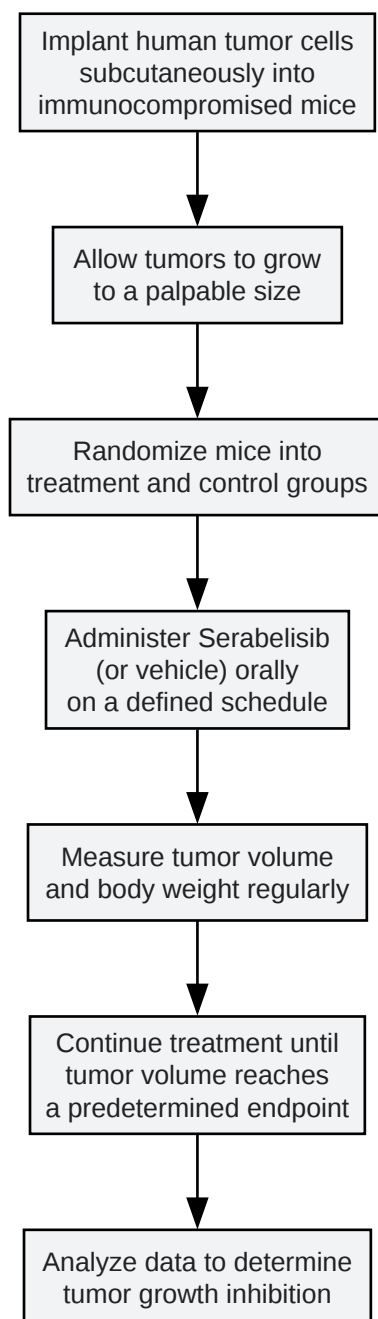 Implant human tumor cells
subcutaneously into
immunocompromised mice
Allow tumors to grow
to a palpable size
Randomize mice into
treatment and control groups
Administer Serabelisib
(or vehicle) orally
on a defined schedule
Measure tumor volume
and body weight regularly
Continue treatment until
tumor volume reaches
a predetermined endpoint
Analyze data to determine
tumor growth inhibition